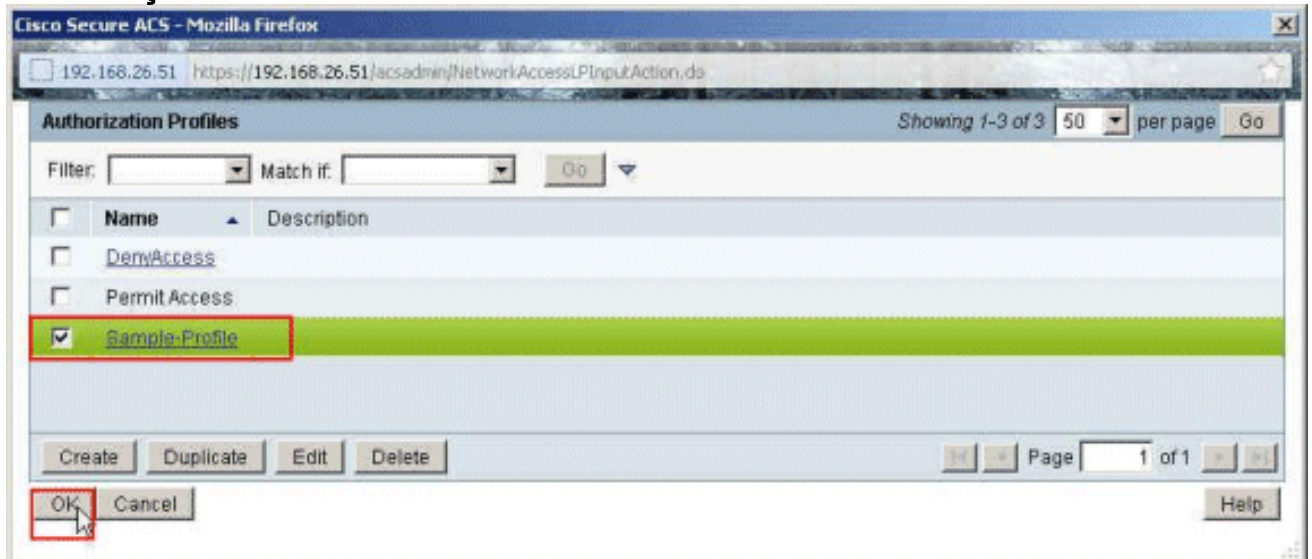 Cisco Secure ACS - Mozilla Firefox
192.168.26.51 https://192.168.26.51/acsadmin/NetworkAccessLPInputAction.do
Authorization Profiles Showing 1-3 of 3 50 per page Go
Filter: Match if: Go
Name Description
DenyAccess
Permit Access
Sample-Profile
Create Duplicate Edit Delete Page 1 of 1
OK Cancel Help